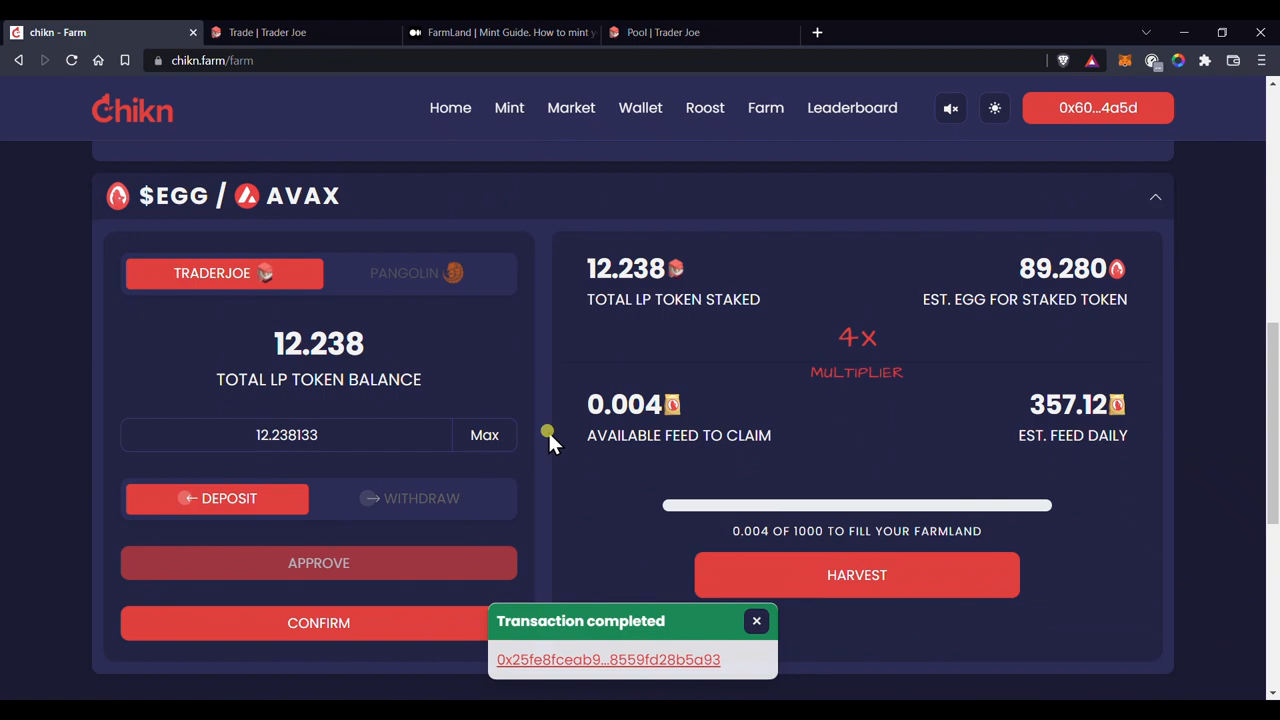 chikn - Farm
Trade | Trader Joe
FarmLand | Mint Guide. How to mint y
Pool | Trader Joe
chikn.farm/farm
Chikn
Home Mint Market Wallet Roost Farm Leaderboard
0x60...4a5d
$EGG / AVAX
TRADERJOE PANGOLIN
12.238
TOTAL LP TOKEN BALANCE
12.238133 Max
← DEPOSIT → WITHDRAW
APPROVE
CONFIRM
12.238
TOTAL LP TOKEN STAKED
89.280
EST. EGG FOR STAKED TOKEN
4x
MULTIPLIER
0.004
AVAILABLE FEED TO CLAIM
357.12
EST. FEED DAILY
0.004 OF 1000 TO FILL YOUR FARMLAND
HARVEST
Transaction completed
0x25fe8fceab9...8559fd28b5a93